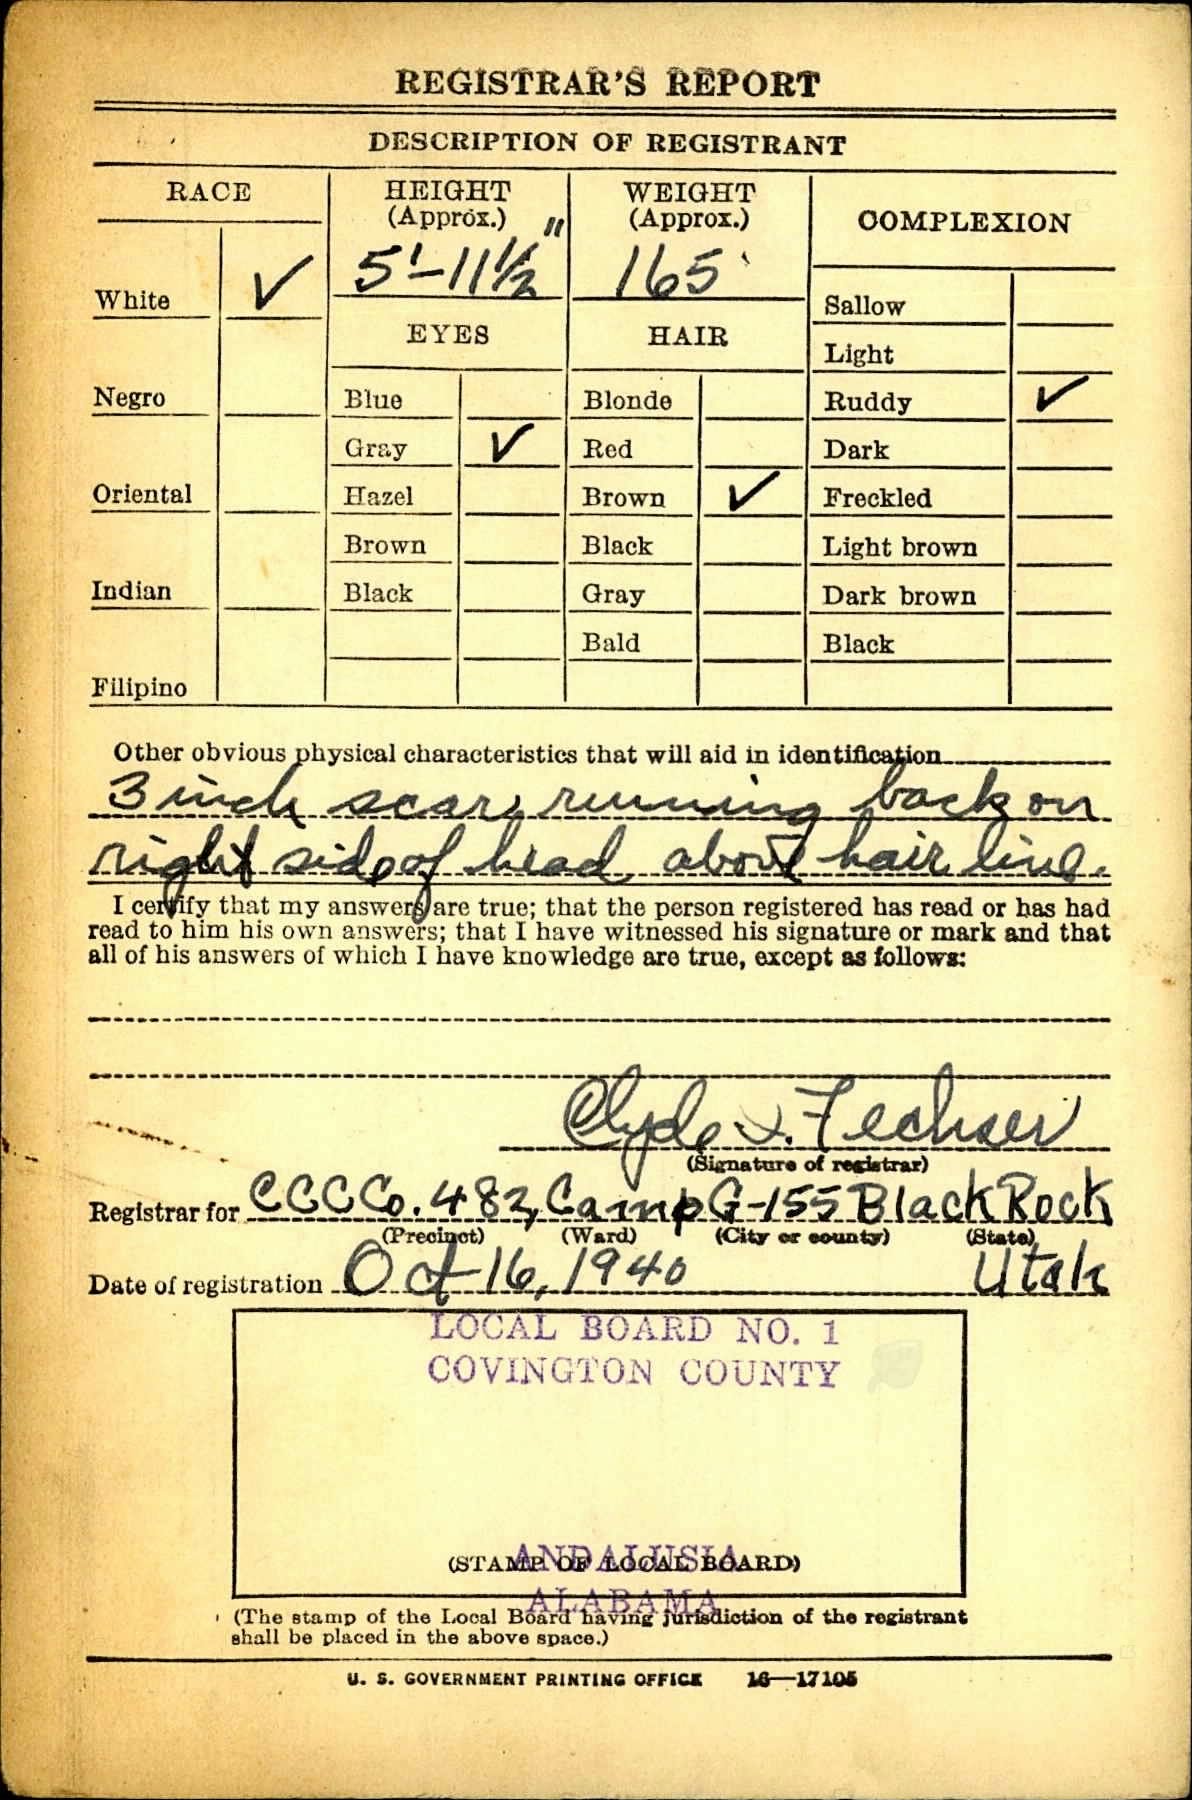 REGISTRAR'S REPORT
DESCRIPTION OF REGISTRANT
RACE
HEIGHT
(Approx.)
5'-11½"
WEIGHT
(Approx.)
165
COMPLEXION
White ✓
Negro
Oriental
Indian
Filipino
EYES
Blue
Gray ✓
Hazel
Brown
Black
HAIR
Blonde
Red
Brown ✓
Black
Gray
Bald
Sallow
Light
Ruddy ✓
Dark
Freckled
Light brown
Dark brown
Black
Other obvious physical characteristics that will aid in identification
3 inch scar running back on
right side of head above hair line.
I certify that my answers are true; that the person registered has read or has had
read to him his own answers; that I have witnessed his signature or mark and that
all of his answers of which I have knowledge are true, except as follows:
Clyde Fechser
(Signature of registrar)
Registrar for CCC Co. 482, Camp G-155 Black Rock
(Precinct) (Ward) (City or county) (State)
Date of registration Oct 16, 1940 Utah
LOCAL BOARD NO. 1
COVINGTON COUNTY
ANDALUSIA
(STAMP OF LOCAL BOARD)
ALABAMA
(The stamp of the Local Board having jurisdiction of the registrant
shall be placed in the above space.)
U. S. GOVERNMENT PRINTING OFFICE 16—17105